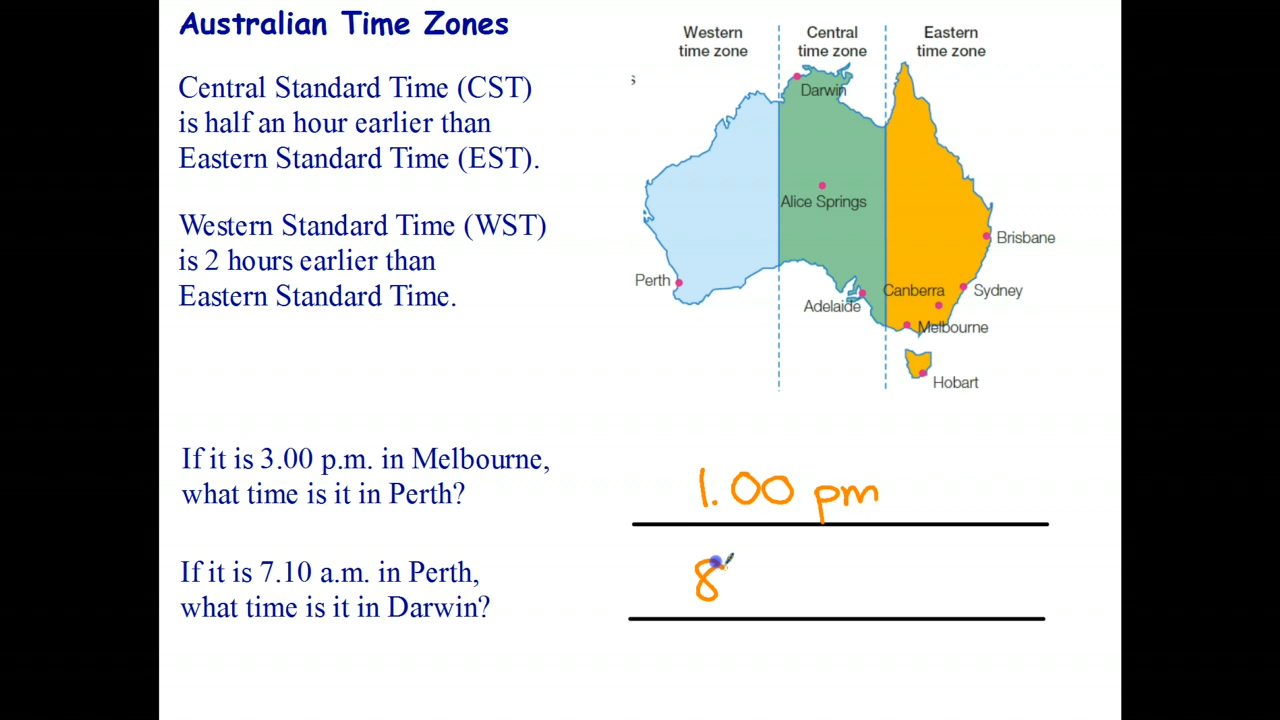 Australian Time Zones
Central Standard Time (CST)
is half an hour earlier than
Eastern Standard Time (EST).
Western Standard Time (WST)
is 2 hours earlier than
Eastern Standard Time.
s
Western
time zone
Central
time zone
Eastern
time zone
Darwin
Alice Springs
Brisbane
Perth
Adelaide
Canberra
Sydney
Melbourne
Hobart
If it is 3.00 p.m. in Melbourne,
what time is it in Perth?
1.00 pm
If it is 7.10 a.m. in Perth,
what time is it in Darwin?
8